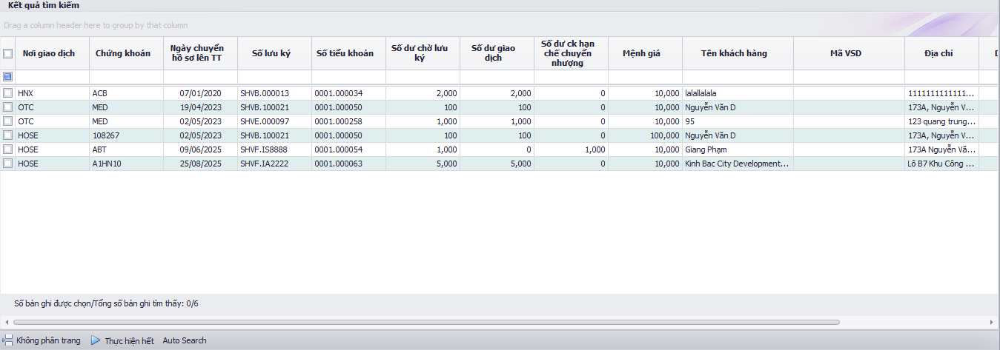 Kết quả tìm kiếm
Drag a column header here to group by that column
Nơi giao dịch Chứng khoán Ngày chuyển hồ sơ lên TT Số lưu ký Số tiểu khoản Số dư chờ lưu ký Số dư giao dịch Số dư ck hạn chế chuyển nhượng Mệnh giá Tên khách hàng Mã VSD Địa chỉ
HNX ACB 07/01/2020 SHVB.000013 0001.000034 2,000 2,000 0 10,000 lalallalala 1111111111111...
OTC MED 19/04/2023 SHVB.100021 0001.000050 100 100 0 10,000 Nguyễn Văn D 173A, Nguyễn V...
OTC MED 02/05/2023 SHVE.000097 0001.000258 1,000 1,000 0 10,000 95 123 quang trung...
HOSE 108267 02/05/2023 SHVB.100021 0001.000050 100 100 0 100,000 Nguyễn Văn D 173A, Nguyễn V...
HOSE ABT 09/06/2025 SHVF.IS8888 0001.000054 1,000 0 1,000 10,000 Giang Phạm 173A Nguyễn Vă...
HOSE A1HN10 25/08/2025 SHVF.IA2222 0001.000063 5,000 5,000 0 10,000 Kinh Bac City Development... Lô B7 Khu Công ...
Số bản ghi được chọn/Tổng số bản ghi tìm thấy: 0/6
Không phân trang Thực hiện hết Auto Search